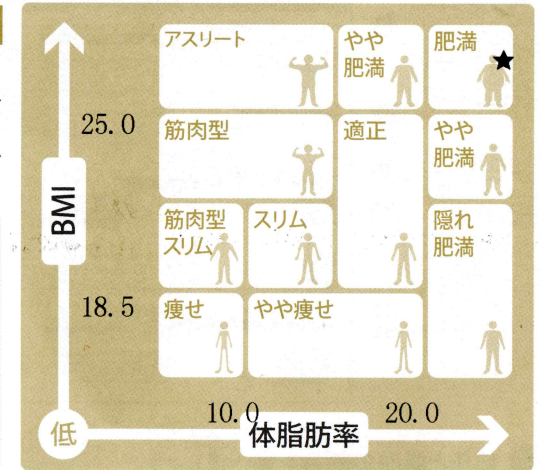 アスリート
やや
肥満
肥満
25.0
筋肉型
適正
やや
肥満
BMI
筋肉型
スリム
スリム
隠れ
肥満
18.5
痩せ
やや痩せ
10.0
20.0
低
体脂肪率